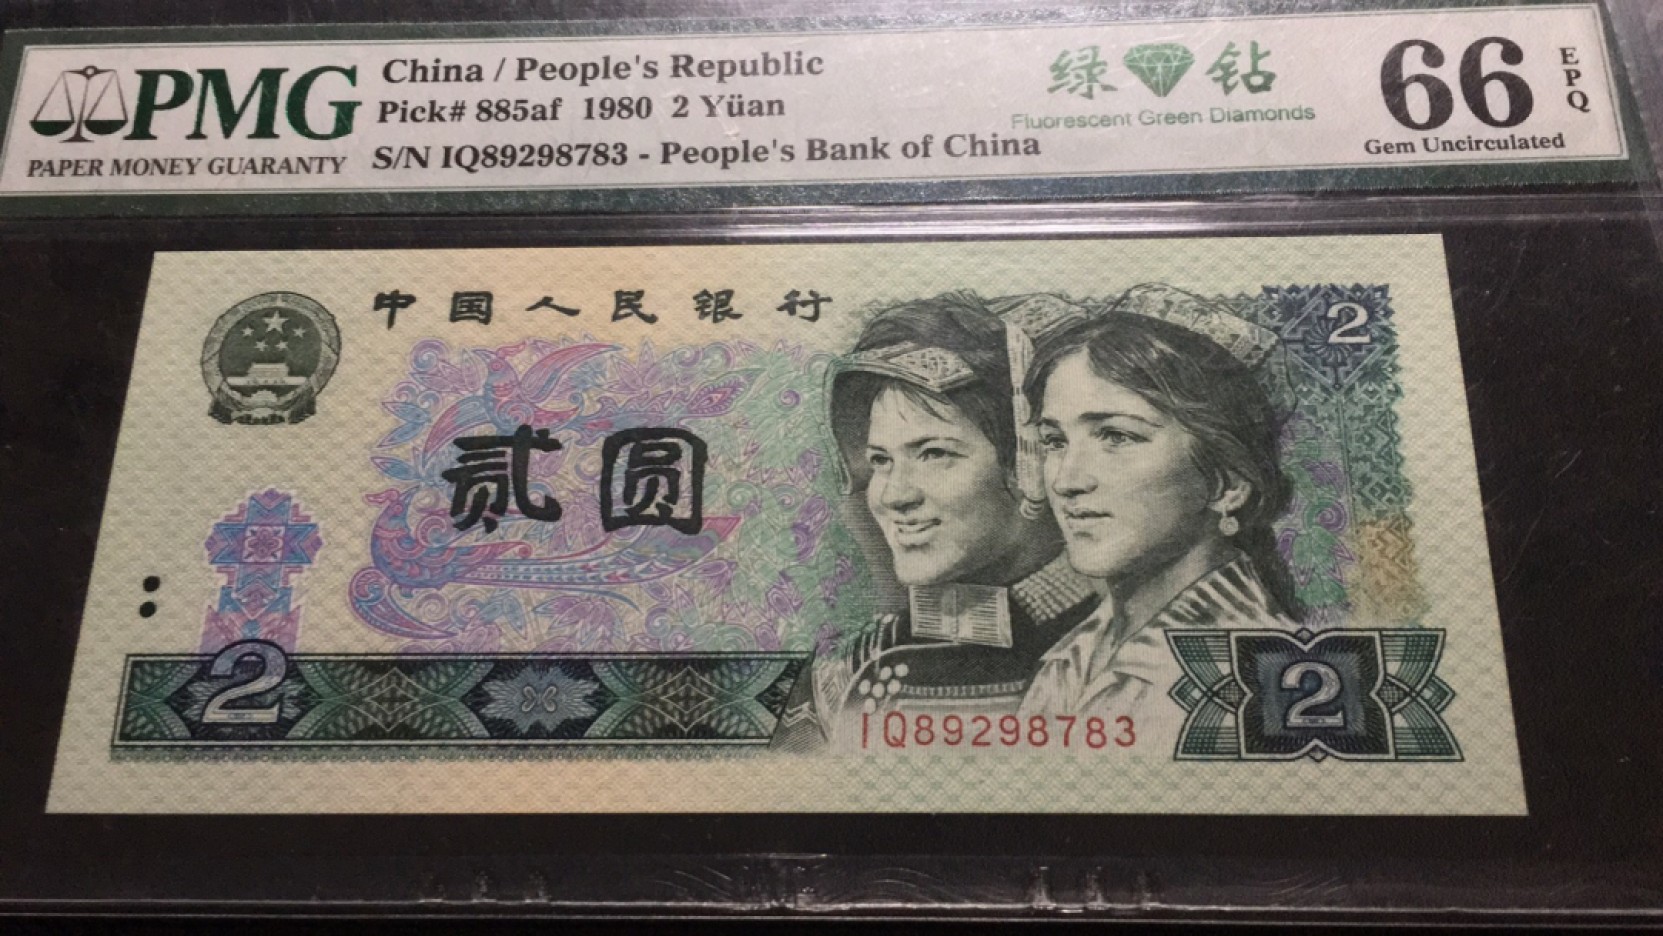 PMG
PAPER MONEY GUARANTY
China / People's Republic
Pick# 885af 1980 2 Yüan
S/N IQ89298783 - People's Bank of China
绿 钻
Fluorescent Green Diamonds
66 EPQ
Gem Uncirculated
中国人民银行
2
贰圆
2
IQ89298783
2